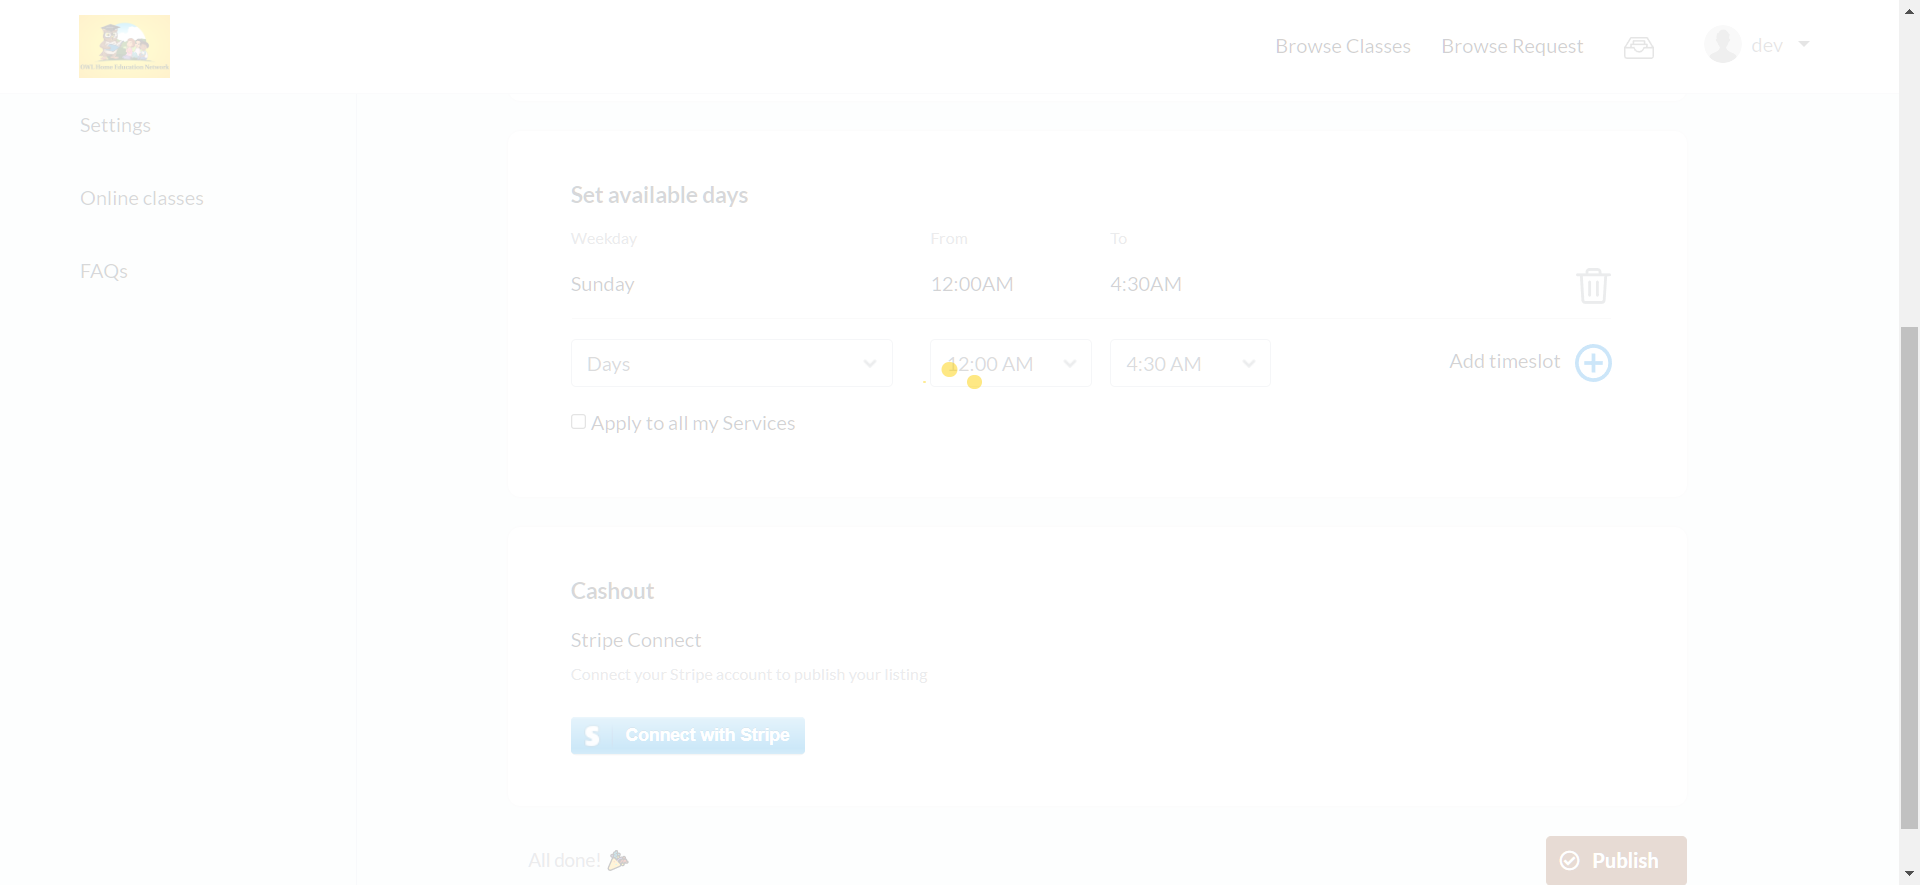 Browse Classes Browse Request dev
Settings
Online classes
FAQs
Set available days
Weekday From To
Sunday 12:00AM 4:30AM
Days 12:00 AM 4:30 AM Add timeslot
Apply to all my Services
Cashout
Stripe Connect
Connect your Stripe account to publish your listing
S Connect with Stripe
All done!
Publish